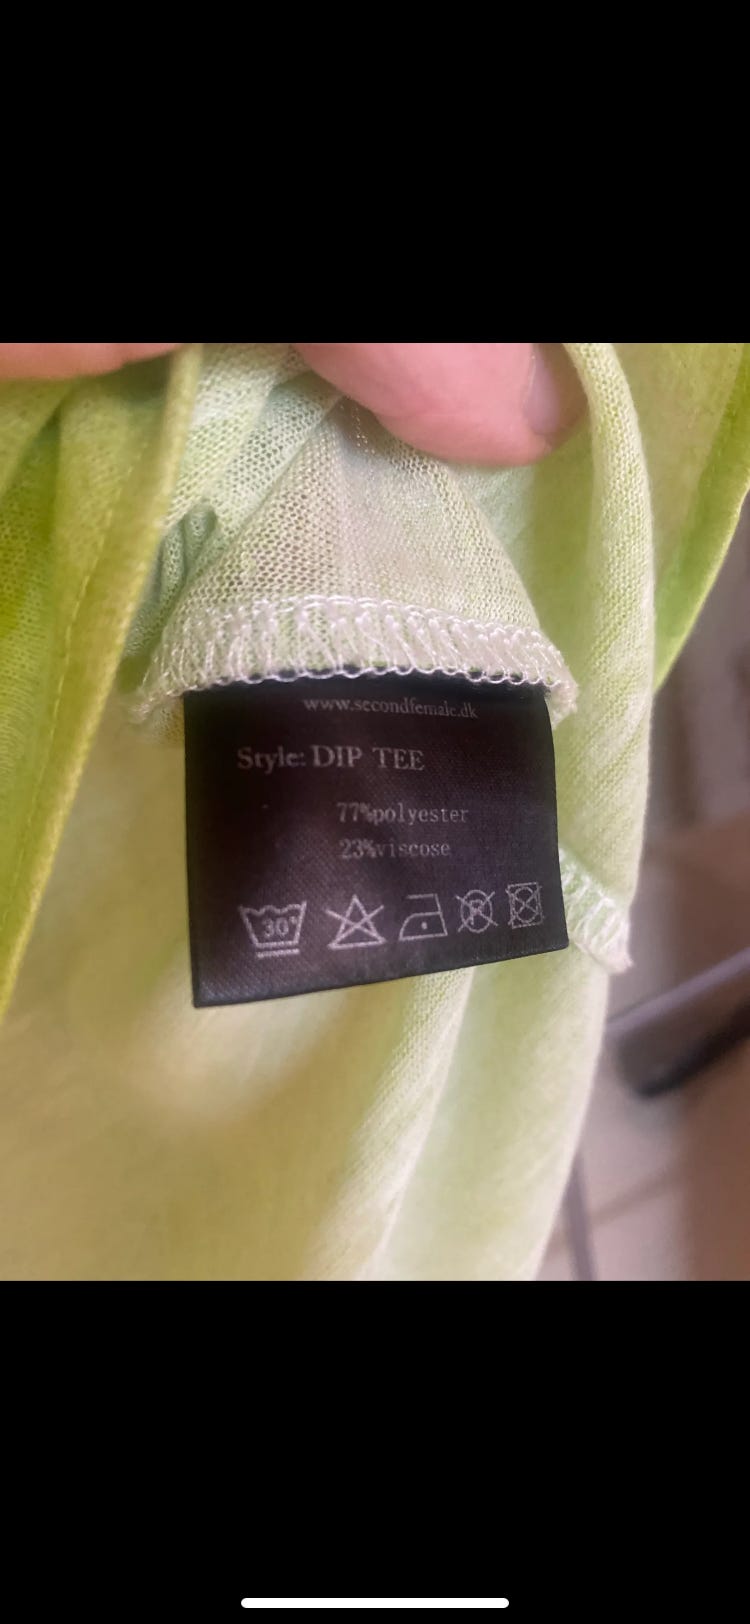 www.secondfemale.dk
Style: DIP TEE
77%polyester
23%viscose
30°
P